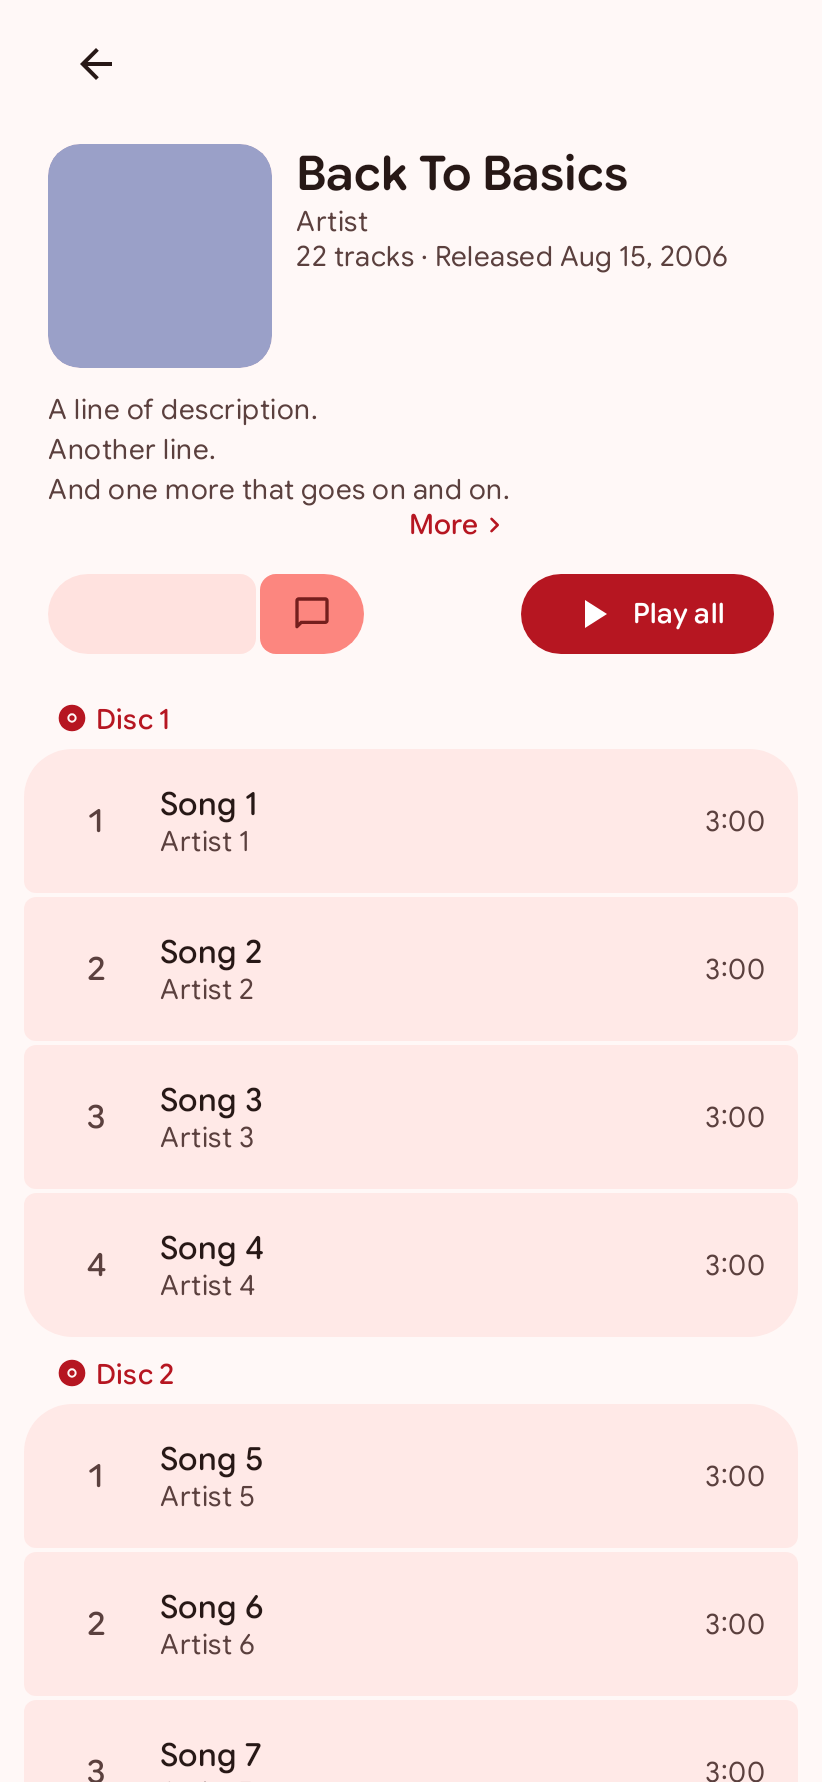 Back To Basics
Artist
22 tracks · Released Aug 15, 2006
A line of description.
Another line.
And one more that goes on and on.
More
Play all
Disc 1
1
Song 1
Artist 1
3:00
2
Song 2
Artist 2
3:00
3
Song 3
Artist 3
3:00
4
Song 4
Artist 4
3:00
Disc 2
1
Song 5
Artist 5
3:00
2
Song 6
Artist 6
3:00
3
Song 7
3:00